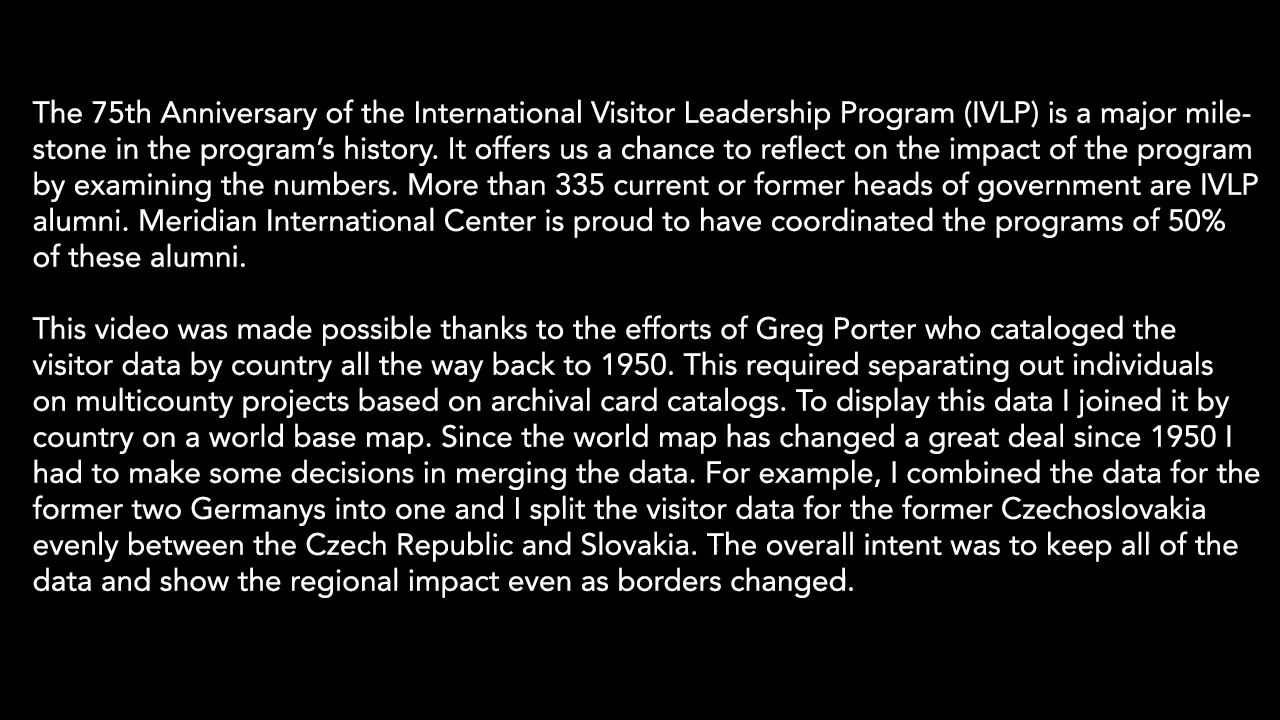 The 75th Anniversary of the International Visitor Leadership Program (IVLP) is a major mile-
stone in the program’s history. It offers us a chance to reflect on the impact of the program
by examining the numbers. More than 335 current or former heads of government are IVLP
alumni. Meridian International Center is proud to have coordinated the programs of 50%
of these alumni.
This video was made possible thanks to the efforts of Greg Porter who cataloged the
visitor data by country all the way back to 1950. This required separating out individuals
on multicounty projects based on archival card catalogs. To display this data I joined it by
country on a world base map. Since the world map has changed a great deal since 1950 I
had to make some decisions in merging the data. For example, I combined the data for the
former two Germanys into one and I split the visitor data for the former Czechoslovakia
evenly between the Czech Republic and Slovakia. The overall intent was to keep all of the
data and show the regional impact even as borders changed.